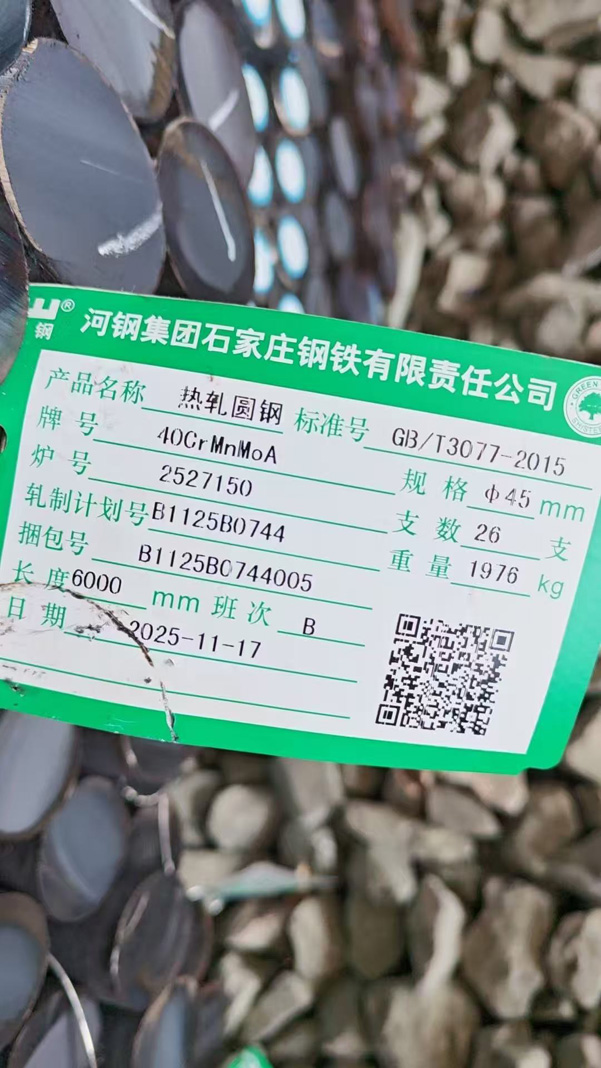 钢®
河钢集团石家庄钢铁有限责任公司
产品名称 热轧圆钢 标准号 GB/T3077-2015
牌号 40CrMnMoA 规格 Φ45 mm
炉号 2527150 支数 26 支
轧制计划号 B1125B0744 重量 1976 kg
捆包号 B1125B0744005
长度 6000 mm 班次 B
日期 2025-11-17
GREEN